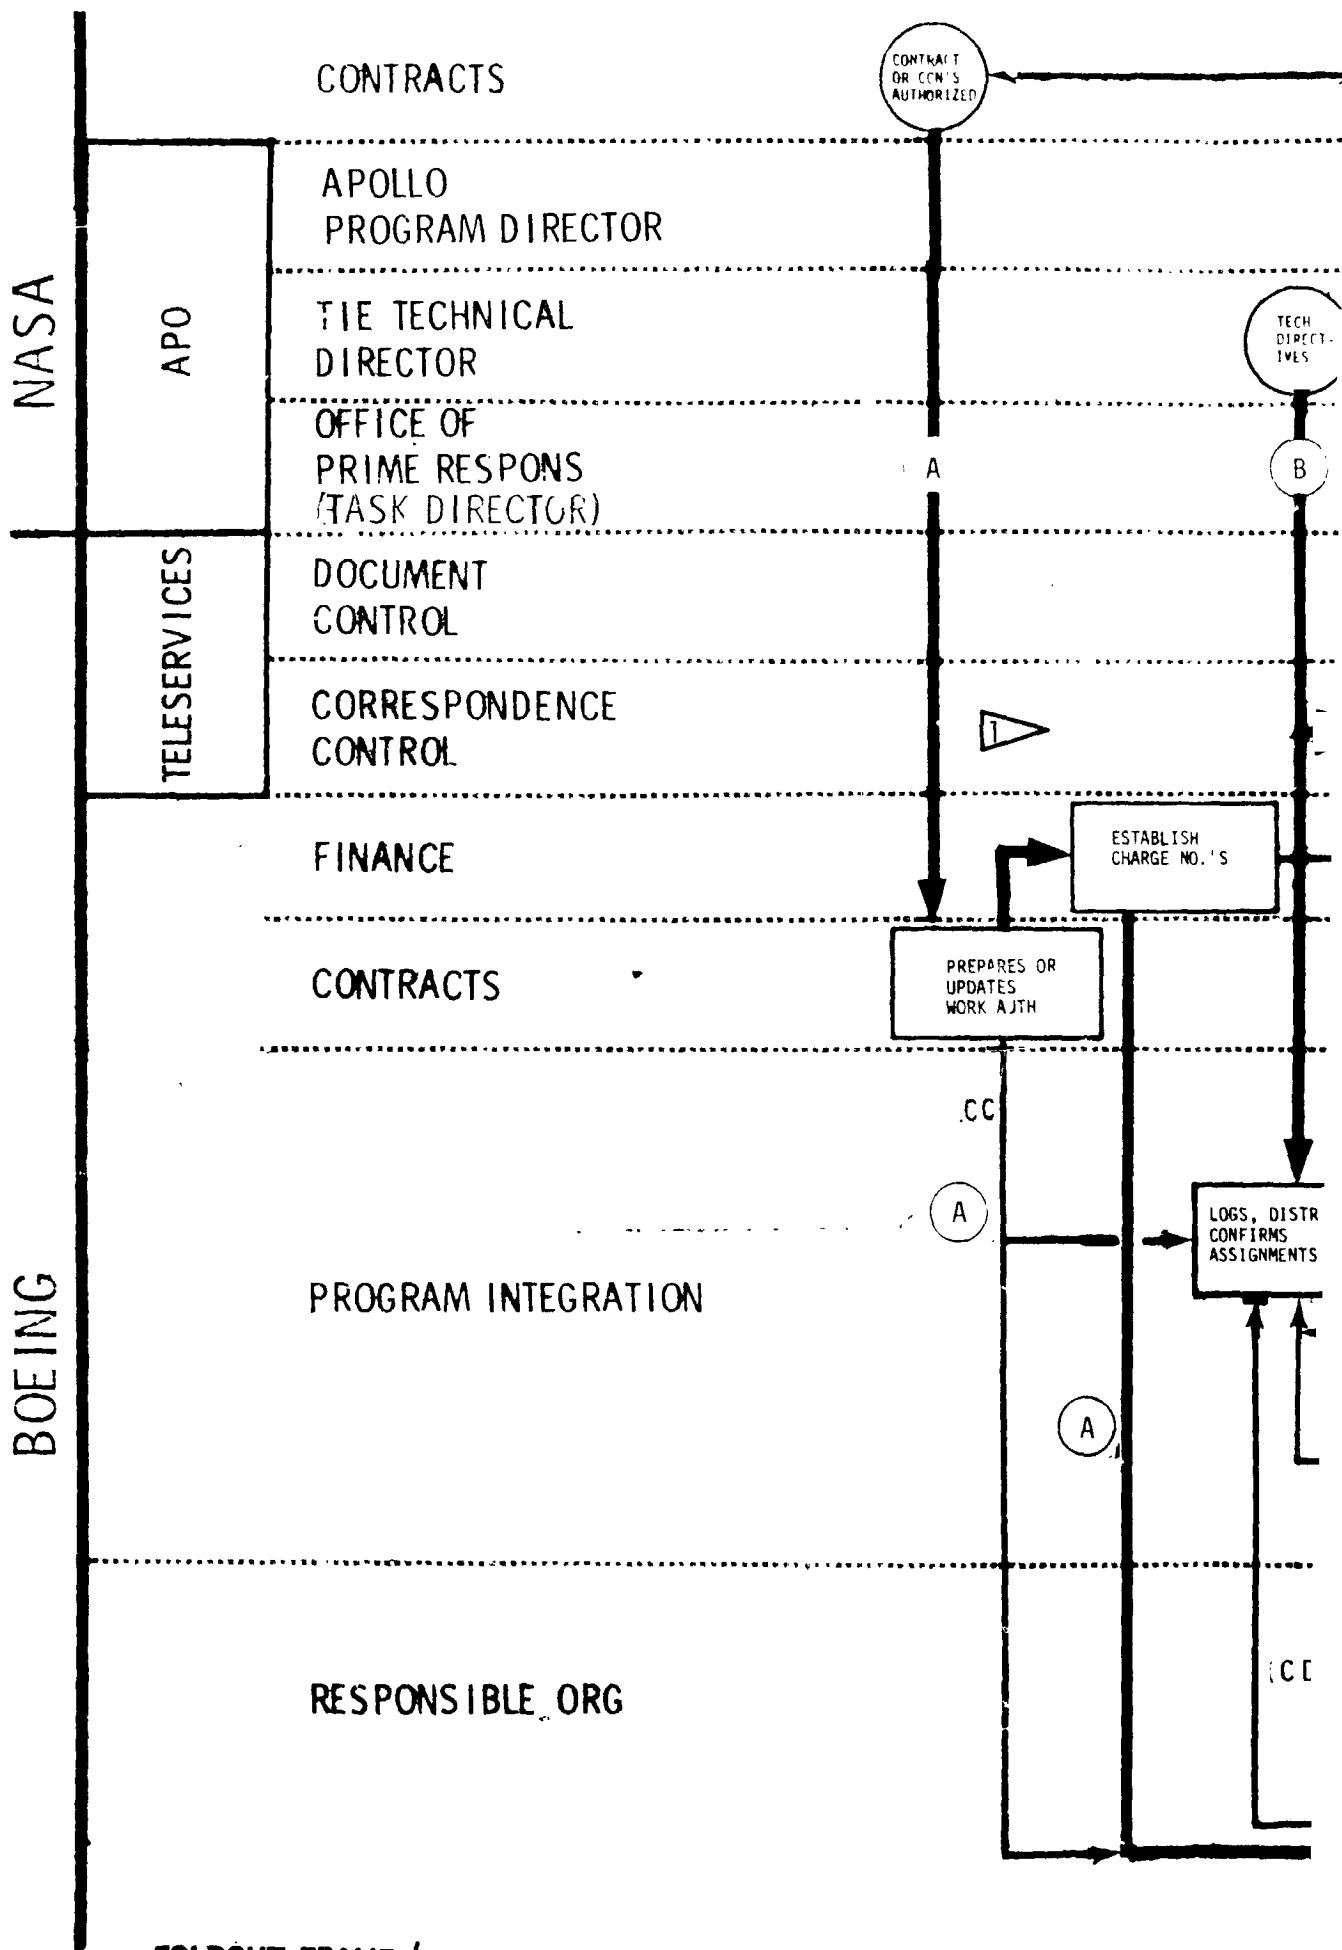 CONTRACTS
CONTRACT
OR CCN'S
AUTHORIZED
NASA
APO
APOLLO
PROGRAM DIRECTOR
TIE TECHNICAL
DIRECTOR
TECH
DIRECT-
IVES
OFFICE OF
PRIME RESPONS
(TASK DIRECTOR)
A
B
TELESERVICES
DOCUMENT
CONTROL
CORRESPONDENCE
CONTROL
1
BOEING
FINANCE
ESTABLISH
CHARGE NO.'S
CONTRACTS
PREPARES OR
UPDATES
WORK AUTH
CC
A
LOGS, DISTR
CONFIRMS
ASSIGNMENTS
PROGRAM INTEGRATION
A
RESPONSIBLE ORG